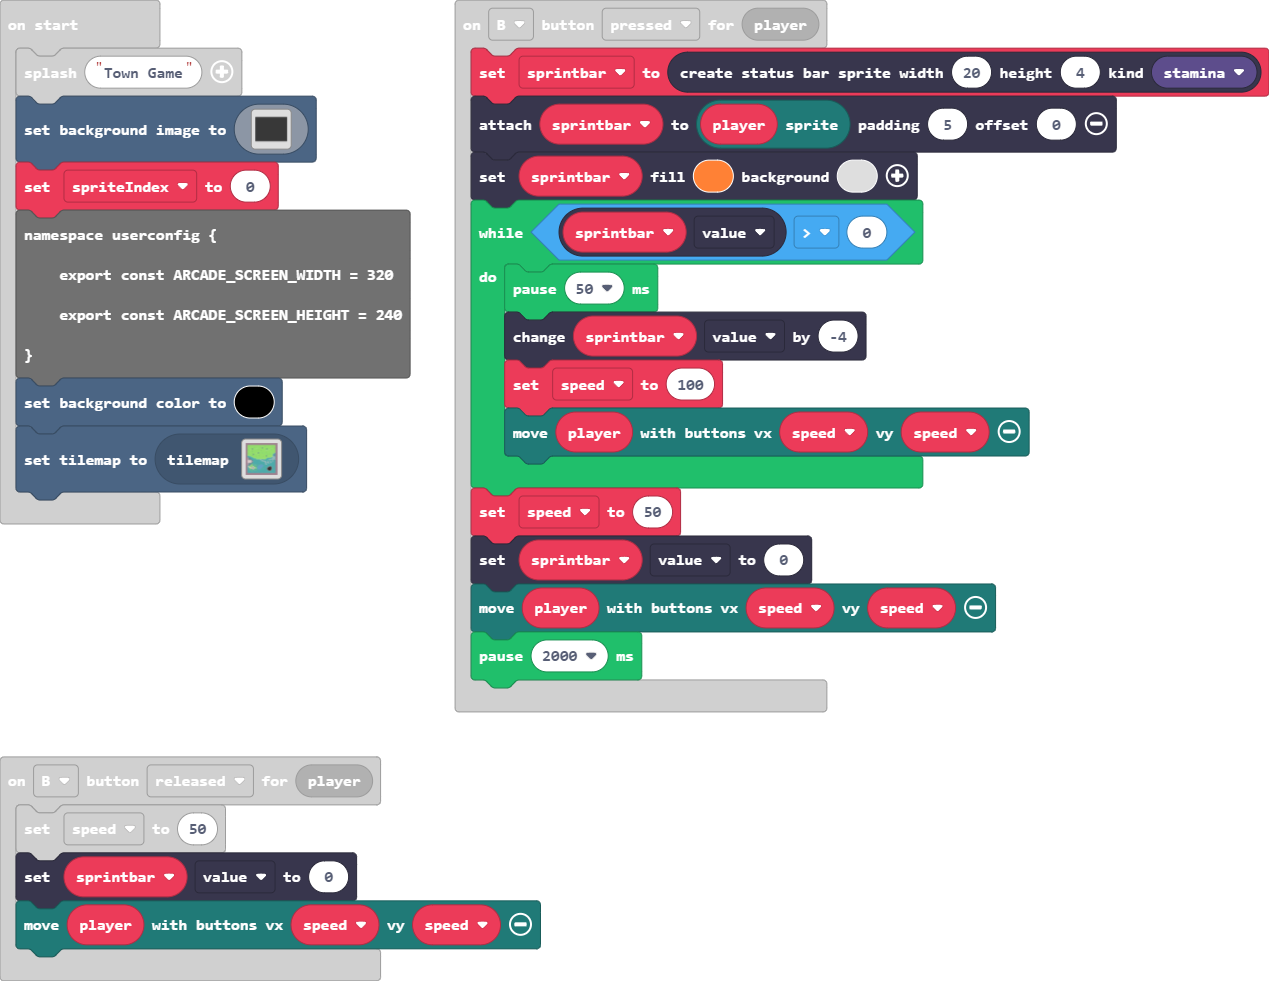 on start
splash "Town Game"
set background image to
set spriteIndex to 0
namespace userconfig {
export const ARCADE_SCREEN_WIDTH = 320
export const ARCADE_SCREEN_HEIGHT = 240
}
set background color to
set tilemap to tilemap
on B button pressed for player
set sprintbar to create status bar sprite width 20 height 4 kind stamina
attach sprintbar to player sprite padding 5 offset 0
set sprintbar fill background
while sprintbar value > 0
do
pause 50 ms
change sprintbar value by -4
set speed to 100
move player with buttons vx speed vy speed
set speed to 50
set sprintbar value to 0
move player with buttons vx speed vy speed
pause 2000 ms
on B button released for player
set speed to 50
set sprintbar value to 0
move player with buttons vx speed vy speed